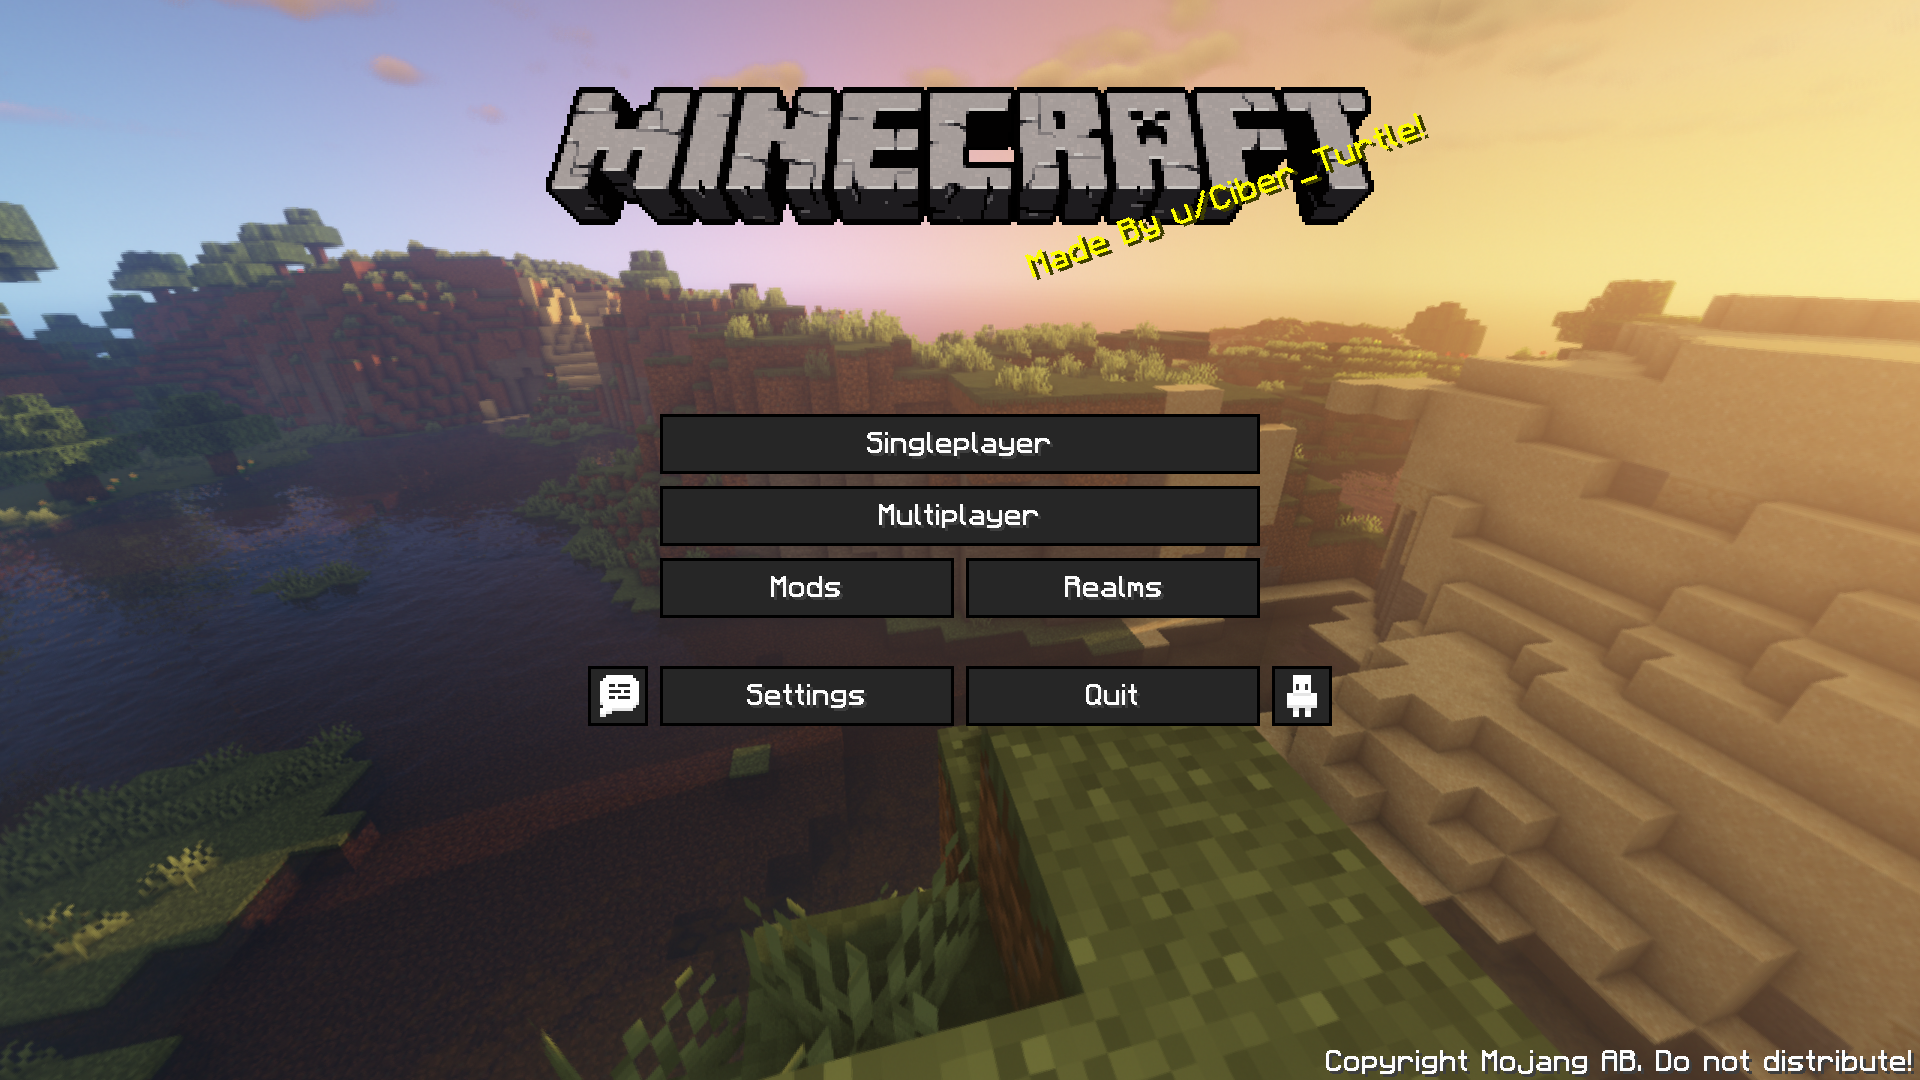 MINECRAFT
Made By u/Ciber_Turtle!
Singleplayer
Multiplayer
Mods
Realms
Settings
Quit
Copyright Mojang AB. Do not distribute!